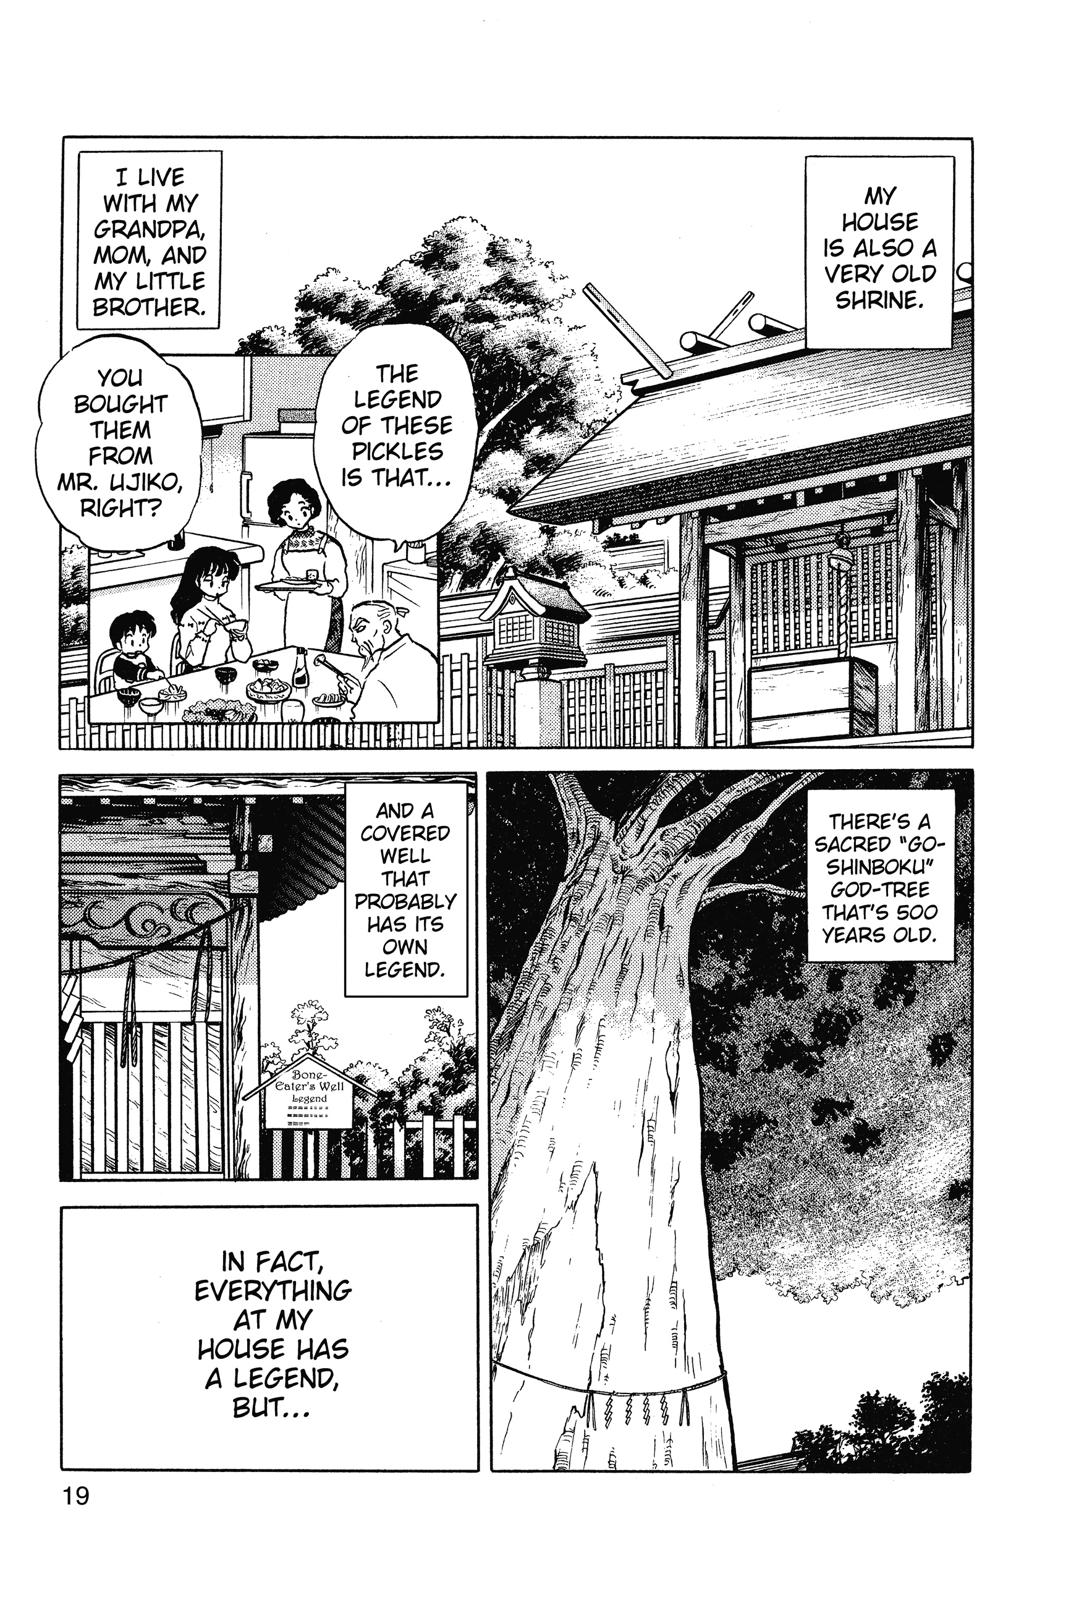 MY
HOUSE
IS ALSO A
VERY OLD
SHRINE.
I LIVE
WITH MY
GRANDPA,
MOM, AND
MY LITTLE
BROTHER.
THE
LEGEND
OF THESE
PICKLES
IS THAT...
YOU
BOUGHT
THEM
FROM
MR. UJIKO,
RIGHT?
THERE'S A
SACRED "GO-
SHINBOKU"
GOD-TREE
THAT'S 500
YEARS OLD.
AND A
COVERED
WELL
THAT
PROBABLY
HAS ITS
OWN
LEGEND.
Bone-
Eater's Well
Legend
IN FACT,
EVERYTHING
AT MY
HOUSE HAS
A LEGEND,
BUT...
19